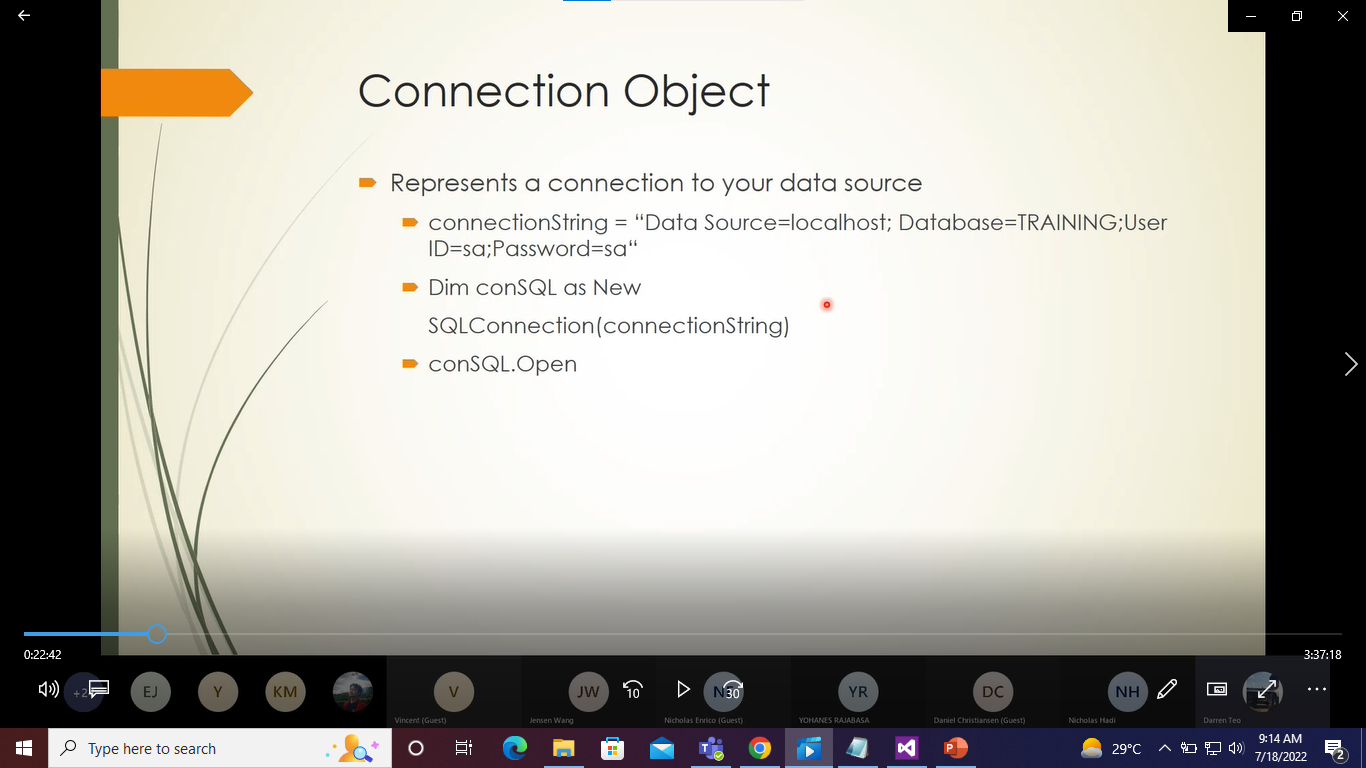 Connection Object
Represents a connection to your data source
connectionString = “Data Source=localhost; Database=TRAINING;User
ID=sa;Password=sa“
Dim conSQL as New
SQLConnection(connectionString)
conSQL.Open
0:22:42
3:37:18
EJ
Y
KM
V
JW
10
30
YR
DC
NH
Vincent (Guest)
Jensen Wang
Nicholas Enrico (Guest)
YOHANES RAJABASA
Daniel Christiansen (Guest)
Nicholas Hadi
Darren Teo
Type here to search
29°C
9:14 AM
7/18/2022
2